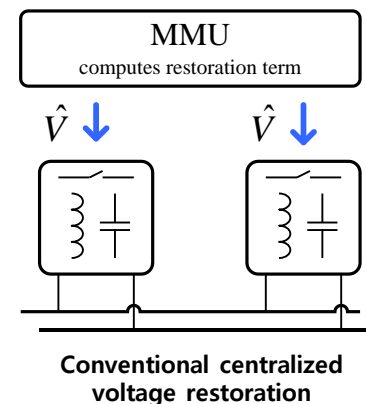 MMU
computes restoration term
V̂ V̂
Conventional centralized
voltage restoration